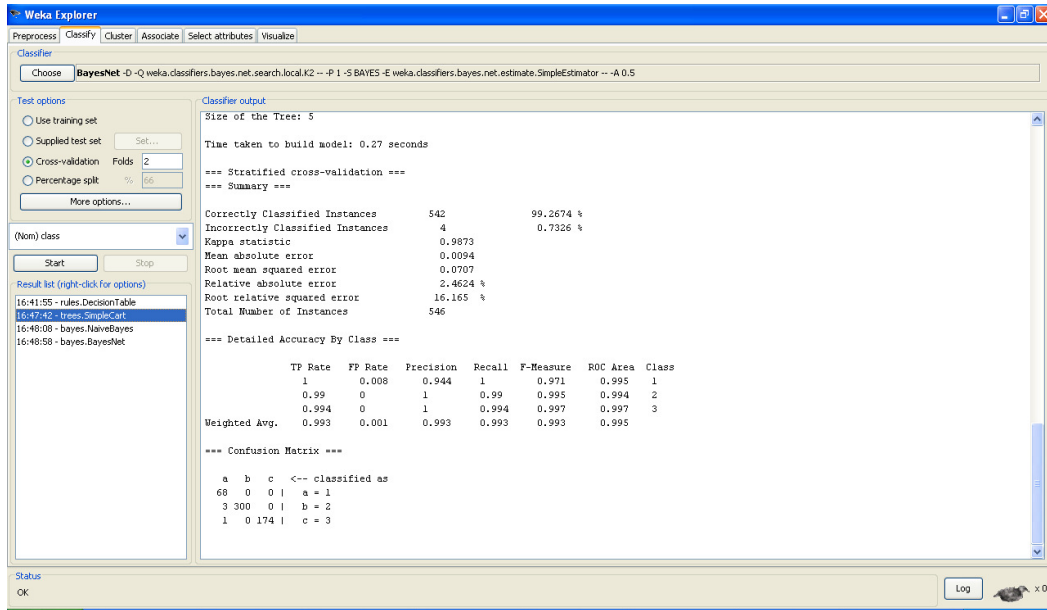 Weka Explorer
Preprocess Classify Cluster Associate Select attributes Visualize
Classifier
Choose BayesNet -D -Q weka.classifiers.bayes.net.search.local.K2 -- -P 1 -S BAYES -E weka.classifiers.bayes.net.estimate.SimpleEstimator -- -A 0.5
Test options
Use training set
Supplied test set Set...
Cross-validation Folds 2
Percentage split % 66
More options...
(Nom) class
Start Stop
Result list (right-click for options)
16:41:55 - rules.DecisionTable
16:47:42 - trees.SimpleCart
16:48:08 - bayes.NaiveBayes
16:48:58 - bayes.BayesNet
Classifier output
Size of the Tree: 5
Time taken to build model: 0.27 seconds
=== Stratified cross-validation ===
=== Summary ===
Correctly Classified Instances 542 99.2674 %
Incorrectly Classified Instances 4 0.7326 %
Kappa statistic 0.9873
Mean absolute error 0.0094
Root mean squared error 0.0707
Relative absolute error 2.4624 %
Root relative squared error 16.165 %
Total Number of Instances 546
=== Detailed Accuracy By Class ===
TP Rate FP Rate Precision Recall F-Measure ROC Area Class
1 0.008 0.944 1 0.971 0.995 1
0.99 0 1 0.99 0.995 0.994 2
0.994 0 1 0.994 0.997 0.997 3
Weighted Avg. 0.993 0.001 0.993 0.993 0.993 0.995
=== Confusion Matrix ===
a b c <-- classified as
68 0 0 | a = 1
3 300 0 | b = 2
1 0 174 | c = 3
Status
OK
Log
x 0